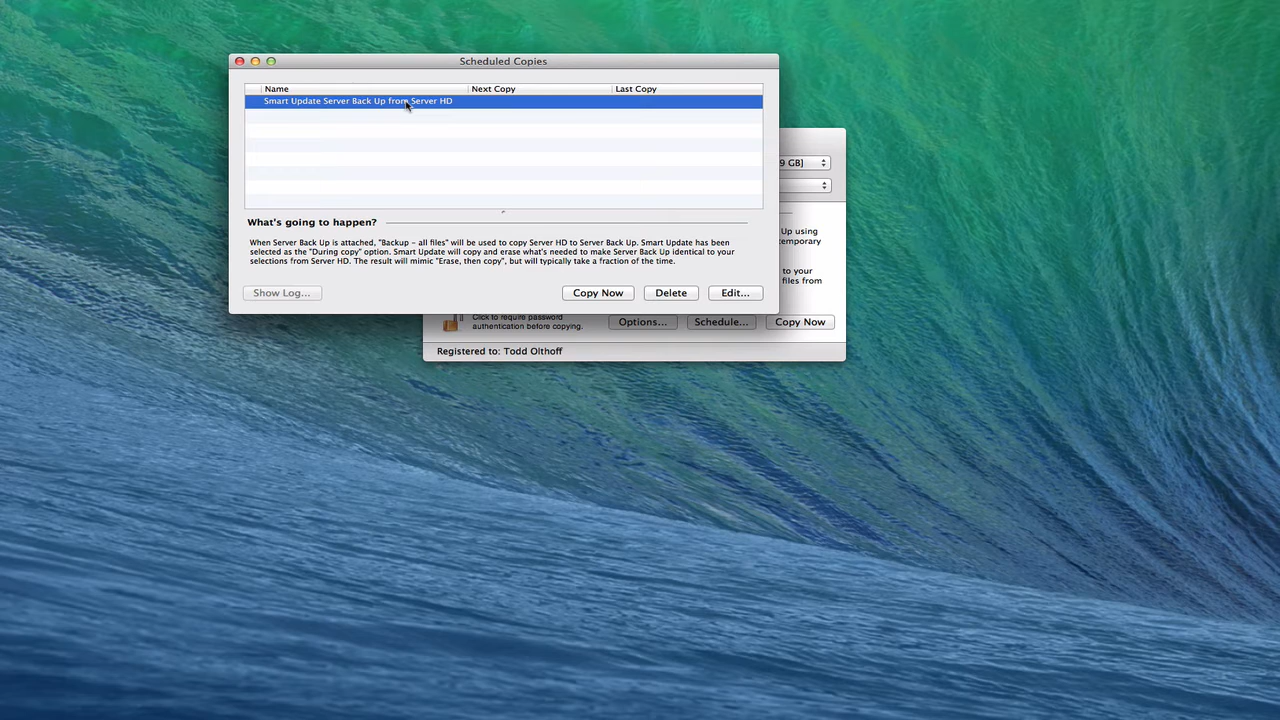 Scheduled Copies
Name Next Copy Last Copy
Smart Update Server Back Up from Server HD
What's going to happen?
When Server Back Up is attached, "Backup - all files" will be used to copy Server HD to Server Back Up. Smart Update has been
selected as the "During copy" option. Smart Update will copy and erase what's needed to make Server Back Up identical to your
selections from Server HD. The result will mimic "Erase, then copy", but will typically take a fraction of the time.
Show Log... Copy Now Delete Edit...
9 GB)
Up using
temporary
to your
files from
Click to require password
authentication before copying.
Options... Schedule... Copy Now
Registered to: Todd Olthoff